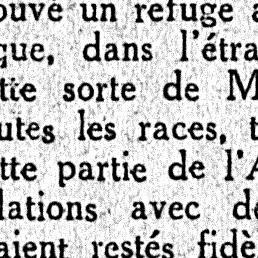 ouvé un refuge a
que, dans l'étra
tte sorte de M
utes les races, t
tte partie de l'A
lations avec de
aient restés fidè